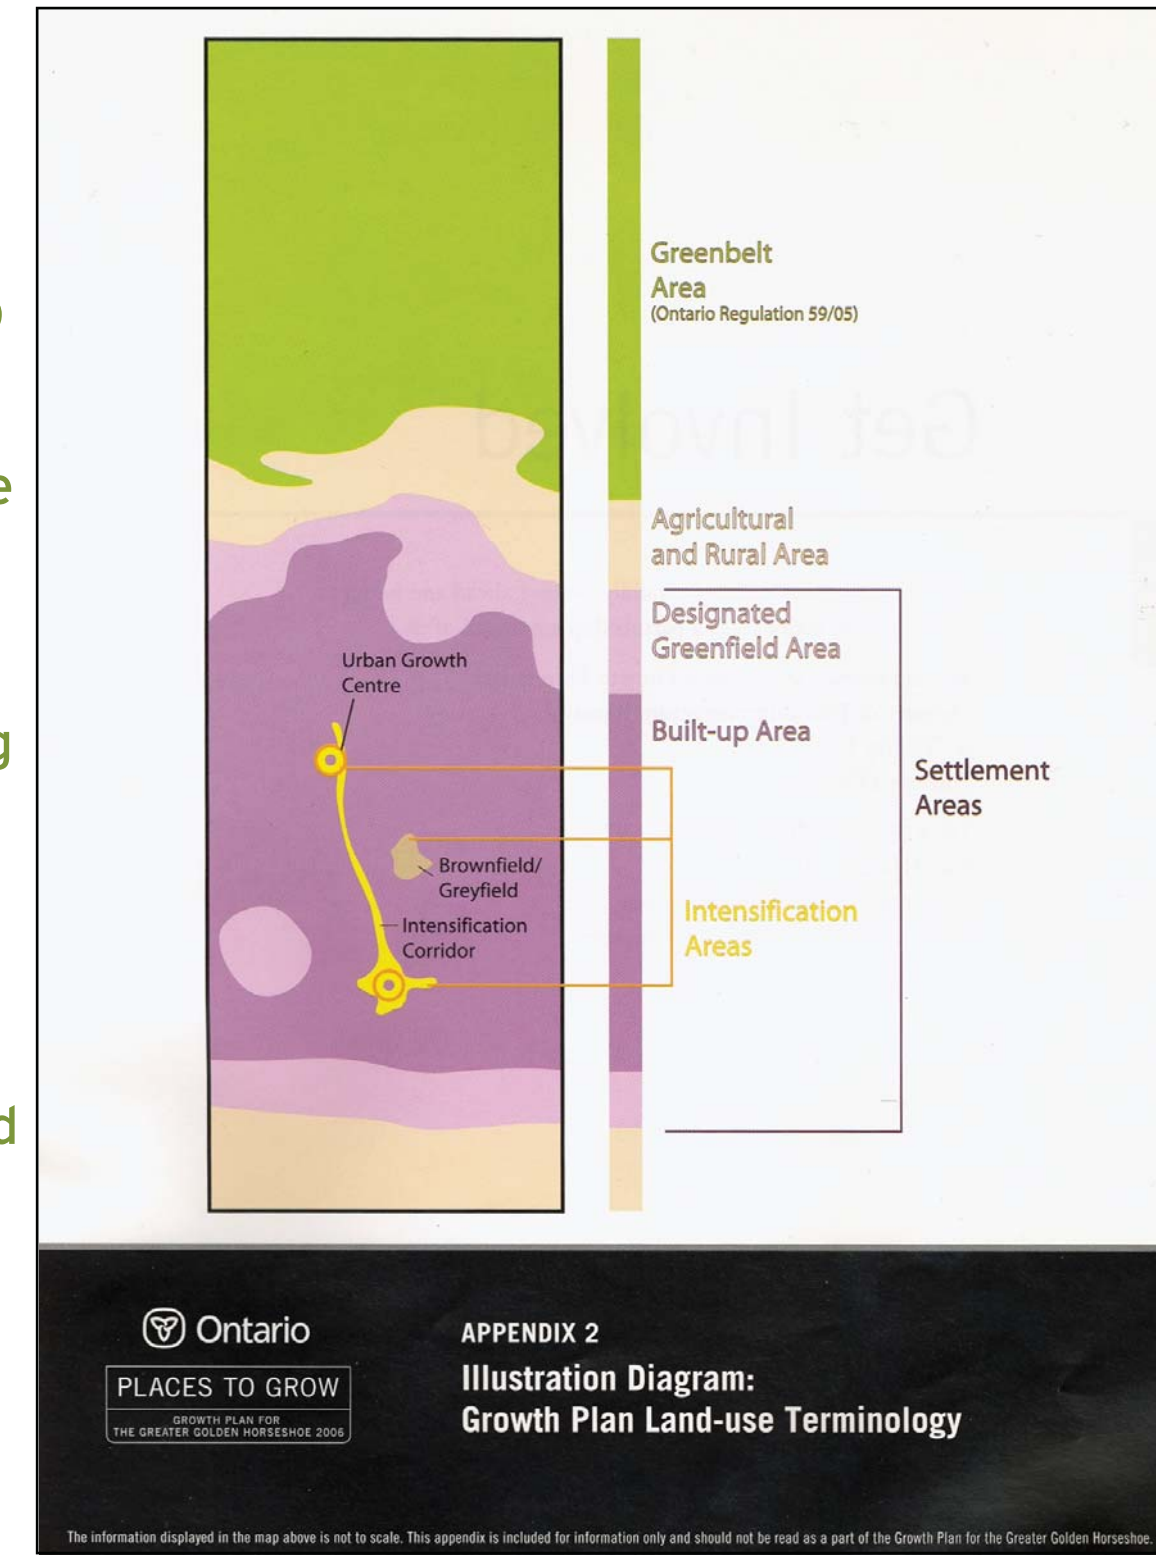 Greenbelt
Area
(Ontario Regulation 59/05)
Get Involved
Agricultural
and Rural Area
Designated
Greenfield Area
Urban Growth
Centre
Built-up Area
Settlement
Areas
Brownfield/
Greyfield
Intensification
Areas
Intensification
Corridor
Ontario
PLACES TO GROW
GROWTH PLAN FOR
THE GREATER GOLDEN HORSESHOE 2006
APPENDIX 2
Illustration Diagram:
Growth Plan Land-use Terminology
The information displayed in the map above is not to scale. This appendix is included for information only and should not be read as a part of the Growth Plan for the Greater Golden Horseshoe.